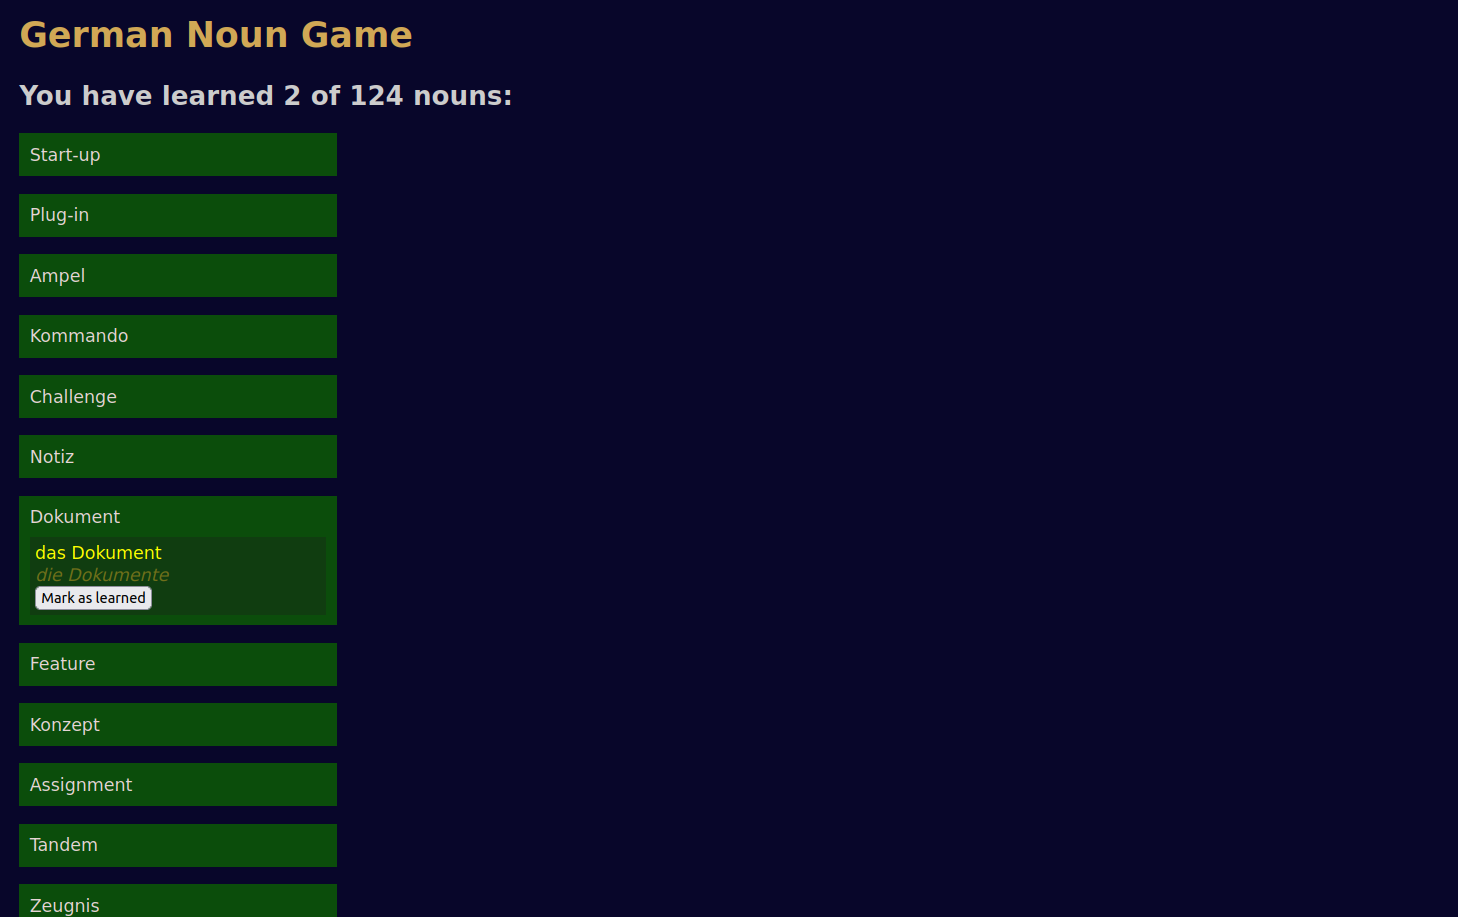 German Noun Game
You have learned 2 of 124 nouns:
Start-up
Plug-in
Ampel
Kommando
Challenge
Notiz
Dokument
das Dokument
die Dokumente
Mark as learned
Feature
Konzept
Assignment
Tandem
Zeugnis